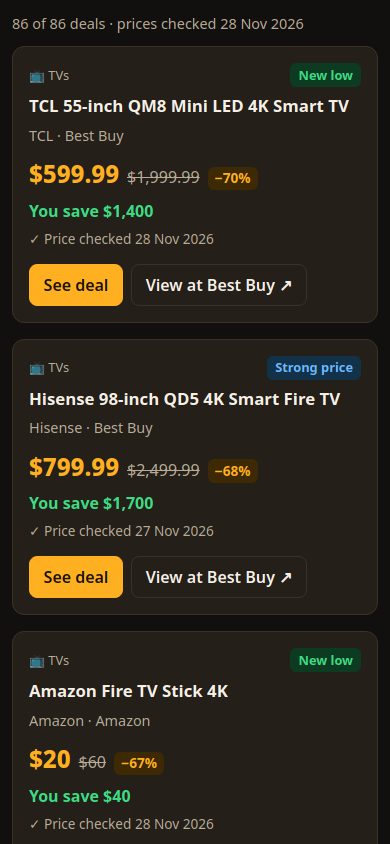 86 of 86 deals · prices checked 28 Nov 2026
TVs New low
TCL 55-inch QM8 Mini LED 4K Smart TV
TCL · Best Buy
$599.99 $1,999.99 −70%
You save $1,400
✓ Price checked 28 Nov 2026
See deal View at Best Buy ↗
TVs Strong price
Hisense 98-inch QD5 4K Smart Fire TV
Hisense · Best Buy
$799.99 $2,499.99 −68%
You save $1,700
✓ Price checked 27 Nov 2026
See deal View at Best Buy ↗
TVs New low
Amazon Fire TV Stick 4K
Amazon · Amazon
$20 $60 −67%
You save $40
✓ Price checked 28 Nov 2026